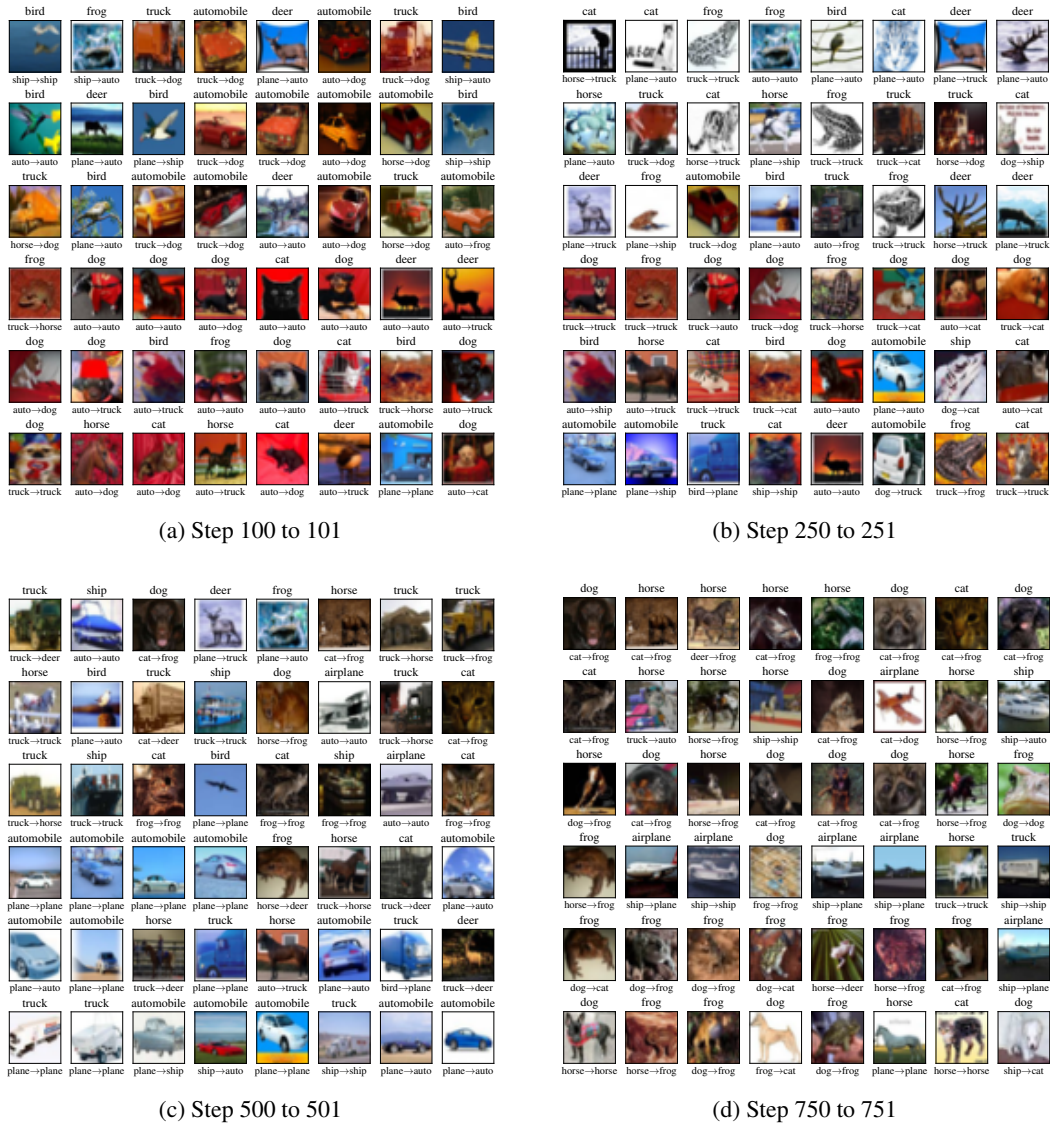 bird frog truck automobile deer automobile truck bird
ship→ship ship→auto truck→dog truck→dog plane→auto auto→dog truck→dog ship→auto
bird deer bird automobile automobile automobile automobile bird
auto→auto plane→auto plane→ship truck→dog truck→dog auto→dog horse→dog ship→ship
truck bird automobile automobile deer automobile truck automobile
horse→dog plane→auto truck→dog truck→dog auto→auto auto→dog horse→dog auto→frog
frog dog dog dog cat dog deer deer
truck→horse auto→auto auto→auto auto→dog auto→auto auto→auto auto→auto auto→truck
dog dog bird frog dog cat bird dog
auto→dog auto→truck auto→truck auto→auto auto→dog auto→truck truck→horse auto→truck
dog horse cat horse cat deer automobile dog
truck→truck auto→dog auto→dog auto→truck auto→dog auto→truck plane→plane auto→cat
(a) Step 100 to 101
cat cat frog frog bird cat deer deer
horse→truck plane→auto truck→truck auto→auto plane→auto plane→auto plane→truck plane→auto
horse truck cat horse frog truck truck cat
plane→auto truck→dog horse→truck plane→ship truck→truck truck→cat horse→dog dog→ship
deer frog automobile bird truck frog deer deer
plane→truck plane→ship truck→dog plane→auto auto→frog truck→truck horse→truck plane→truck
dog frog dog dog frog dog dog dog
truck→truck truck→truck auto→auto truck→dog truck→horse truck→cat auto→cat truck→cat
bird horse cat bird dog automobile ship cat
auto→ship auto→truck truck→truck truck→cat auto→auto plane→auto dog→cat auto→cat
automobile automobile truck cat deer automobile frog cat
plane→plane plane→ship bird→plane ship→ship auto→auto dog→truck truck→frog truck→truck
(b) Step 250 to 251
truck ship dog deer frog horse truck truck
truck→deer auto→auto cat→frog plane→truck plane→auto cat→frog truck→horse truck→frog
horse bird truck ship dog airplane truck cat
truck→truck plane→auto cat→deer truck→truck horse→frog auto→auto truck→horse cat→frog
truck ship cat bird cat ship airplane cat
truck→horse truck→truck frog→frog plane→plane frog→frog frog→frog auto→auto frog→frog
automobile automobile automobile automobile frog horse cat automobile
plane→plane plane→plane plane→plane plane→plane horse→deer truck→horse truck→deer plane→auto
automobile automobile horse truck horse automobile truck deer
plane→auto plane→plane truck→deer plane→plane auto→truck plane→auto bird→plane truck→deer
truck truck automobile automobile automobile truck automobile automobile
plane→plane plane→plane plane→ship ship→auto plane→plane ship→ship plane→auto plane→auto
(c) Step 500 to 501
dog horse horse horse horse dog cat dog
cat→frog cat→frog deer→frog cat→frog frog→frog cat→frog cat→frog cat→frog
cat horse horse horse dog airplane horse ship
cat→frog truck→auto horse→frog ship→ship cat→frog cat→dog horse→frog ship→auto
horse dog horse dog dog dog horse frog
dog→frog cat→frog horse→frog cat→frog cat→frog cat→frog horse→frog dog→dog
frog airplane airplane dog airplane airplane horse truck
horse→frog ship→plane ship→ship frog→frog ship→plane ship→plane truck→truck ship→ship
frog frog frog frog frog frog frog airplane
dog→cat dog→frog dog→frog dog→cat horse→deer horse→frog cat→frog ship→plane
dog frog frog dog frog horse cat dog
horse→horse horse→frog dog→frog frog→cat dog→frog plane→plane horse→horse ship→cat
(d) Step 750 to 751